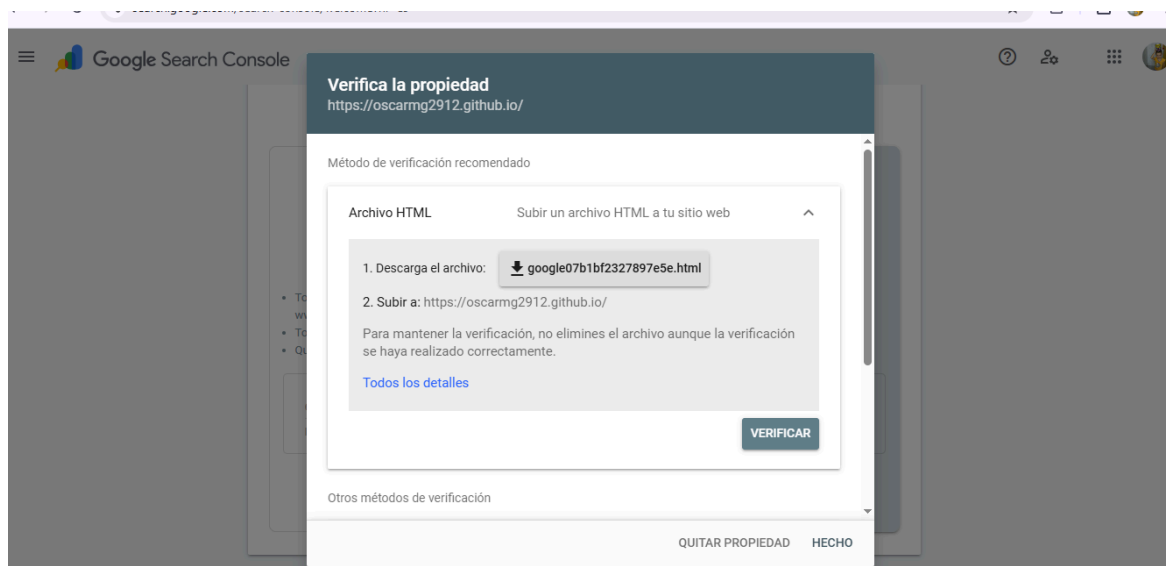 Google Search Console
Verifica la propiedad
https://oscarmg2912.github.io/
Método de verificación recomendado
Archivo HTML
Subir un archivo HTML a tu sitio web
1. Descarga el archivo:
google07b1bf2327897e5e.html
2. Subir a: https://oscarmg2912.github.io/
Para mantener la verificación, no elimines el archivo aunque la verificación
se haya realizado correctamente.
Todos los detalles
VERIFICAR
Otros métodos de verificación
QUITAR PROPIEDAD
HECHO